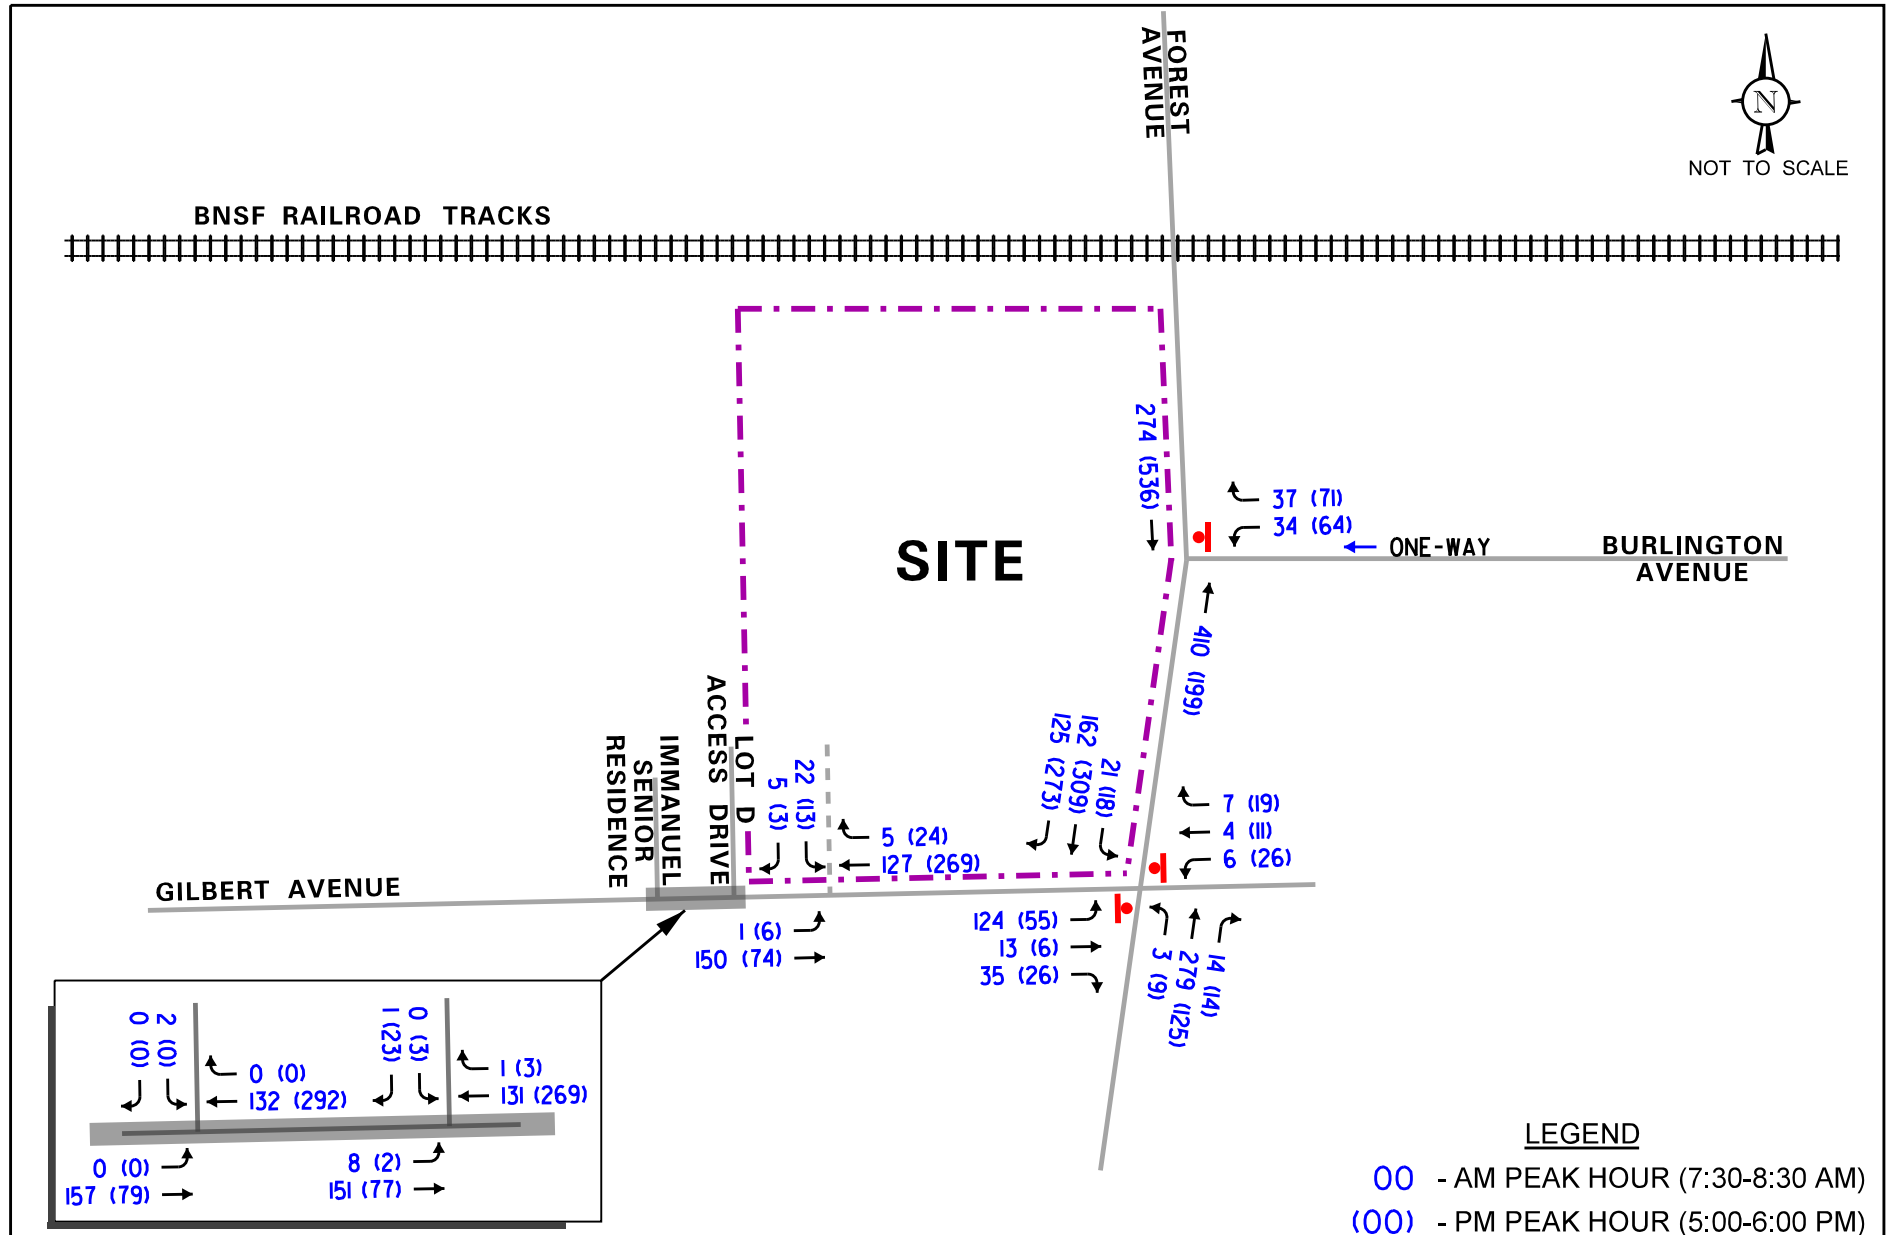 FOREST
AVENUE
N
NOT TO SCALE
BNSF RAILROAD TRACKS
274 (536)
37 (71)
34 (64)
ONE-WAY
BURLINGTON
AVENUE
SITE
410 (199)
ACCESS DRIVE
LOT D
IMMANUEL
SENIOR
RESIDENCE
22 (13)
5 (3)
5 (24)
127 (269)
125 (273)
162 (309)
21 (18)
7 (19)
4 (11)
6 (26)
GILBERT AVENUE
1 (6)
150 (74)
124 (55)
13 (6)
35 (26)
3 (9)
279 (125)
14 (14)
0 (0)
2 (0)
0 (0)
132 (292)
1 (23)
0 (3)
1 (3)
131 (269)
0 (0)
157 (79)
8 (2)
151 (77)
LEGEND
00 - AM PEAK HOUR (7:30-8:30 AM)
(00) - PM PEAK HOUR (5:00-6:00 PM)